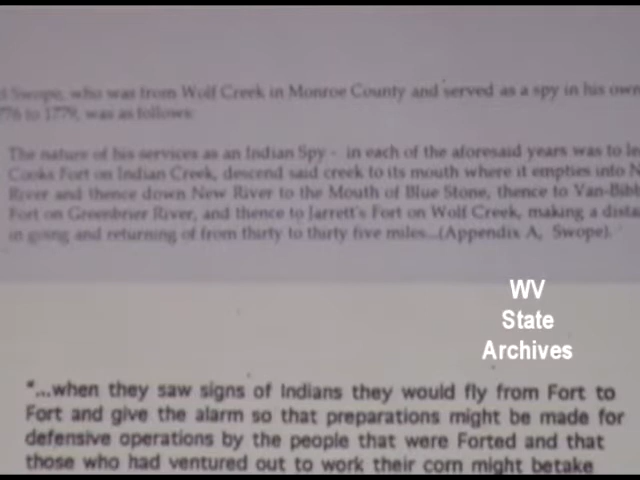 Swope, who was from Wolf Creek in Monroe County and served as a spy in his own
to 1779, was as follows:
The nature of his services as an Indian Spy - in each of the aforesaid years was to
Cooks Fort on Indian Creek, descend said creek to its mouth where it empties into
River and thence down New River to the Mouth of Blue Stone, thence to
Fort on Greenbrier River, and thence to Jarrett's Fort on Wolf Creek, making a
in going and returning of from thirty to thirty five miles...(Appendix A, Swope).
WV
State
Archives
"...when they saw signs of Indians they would fly from Fort to
Fort and give the alarm so that preparations might be made for
defensive operations by the people that were Forted and that
those who had ventured out to work their corn might betake